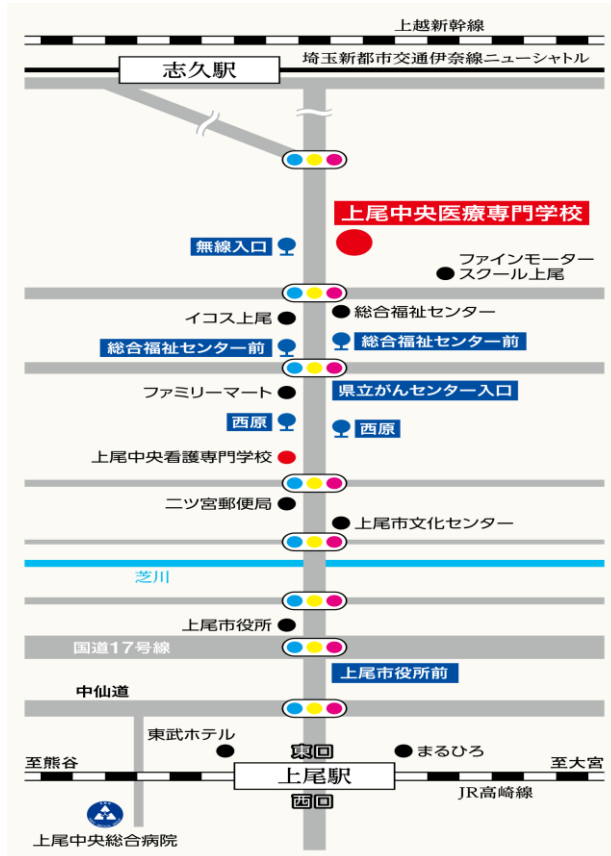 上越新幹線
埼玉新都市交通伊奈線ニューシャトル
志久駅
上尾中央医療専門学校
無線入口
ファインモーター
スクール上尾
イコス上尾
総合福祉センター
総合福祉センター前
総合福祉センター前
ファミリーマート
県立がんセンター入口
西原
西原
上尾中央看護専門学校
二ツ宮郵便局
上尾市文化センター
芝川
上尾市役所
国道17号線
上尾市役所前
中仙道
東武ホテル
東口
まるひろ
至熊谷
至大宮
上尾駅
JR高崎線
西口
上尾中央総合病院